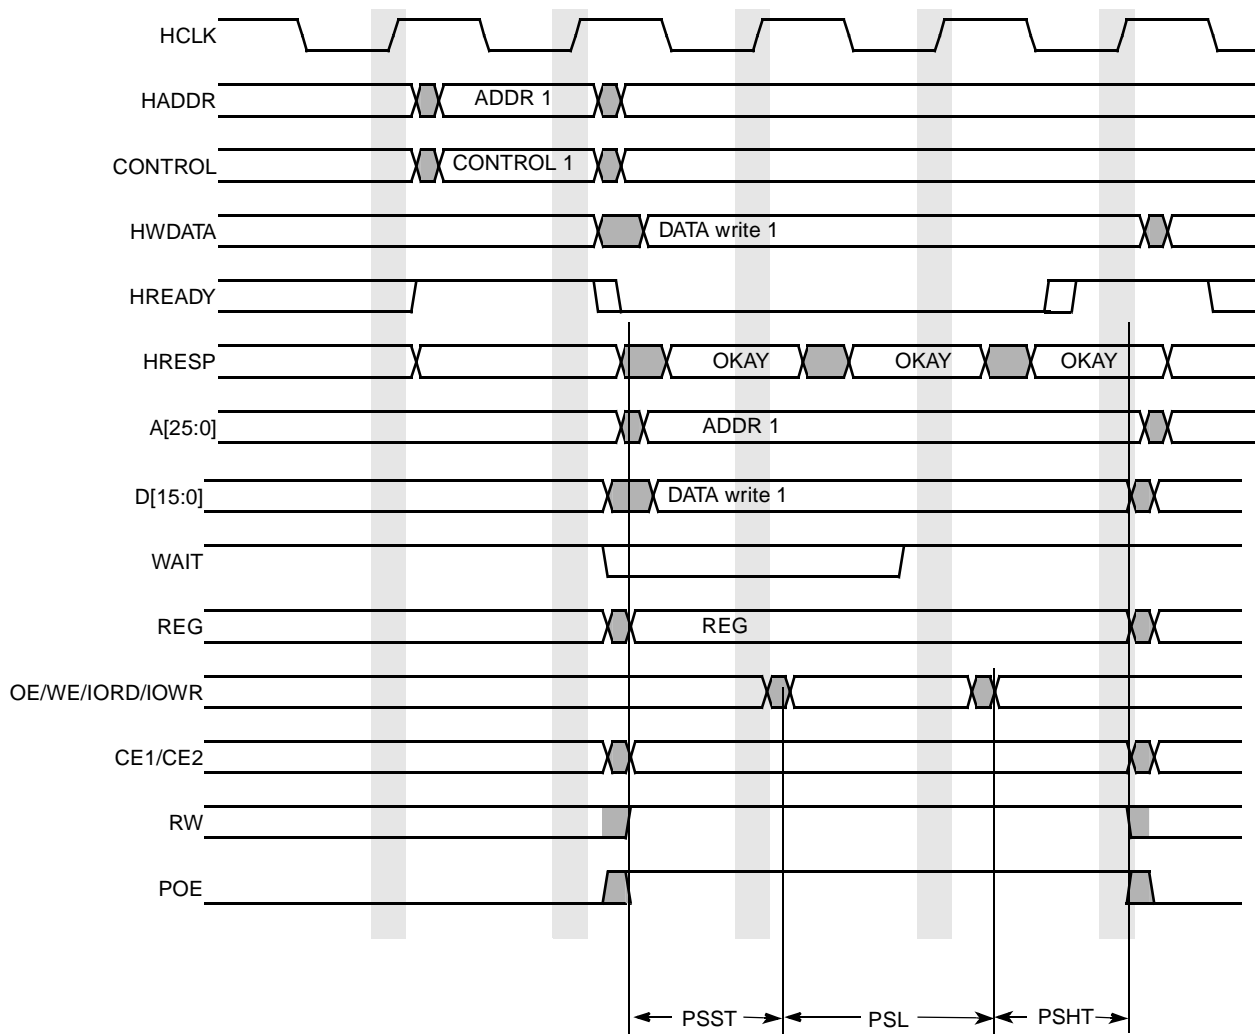 HCLK
HADDR
ADDR 1
CONTROL
CONTROL 1
HWDATA
DATA write 1
HREADY
HRESP
OKAY
OKAY
OKAY
A[25:0]
ADDR 1
D[15:0]
DATA write 1
WAIT
REG
REG
OE/WE/IORD/IOWR
CE1/CE2
RW
POE
PSST
PSL
PSHT